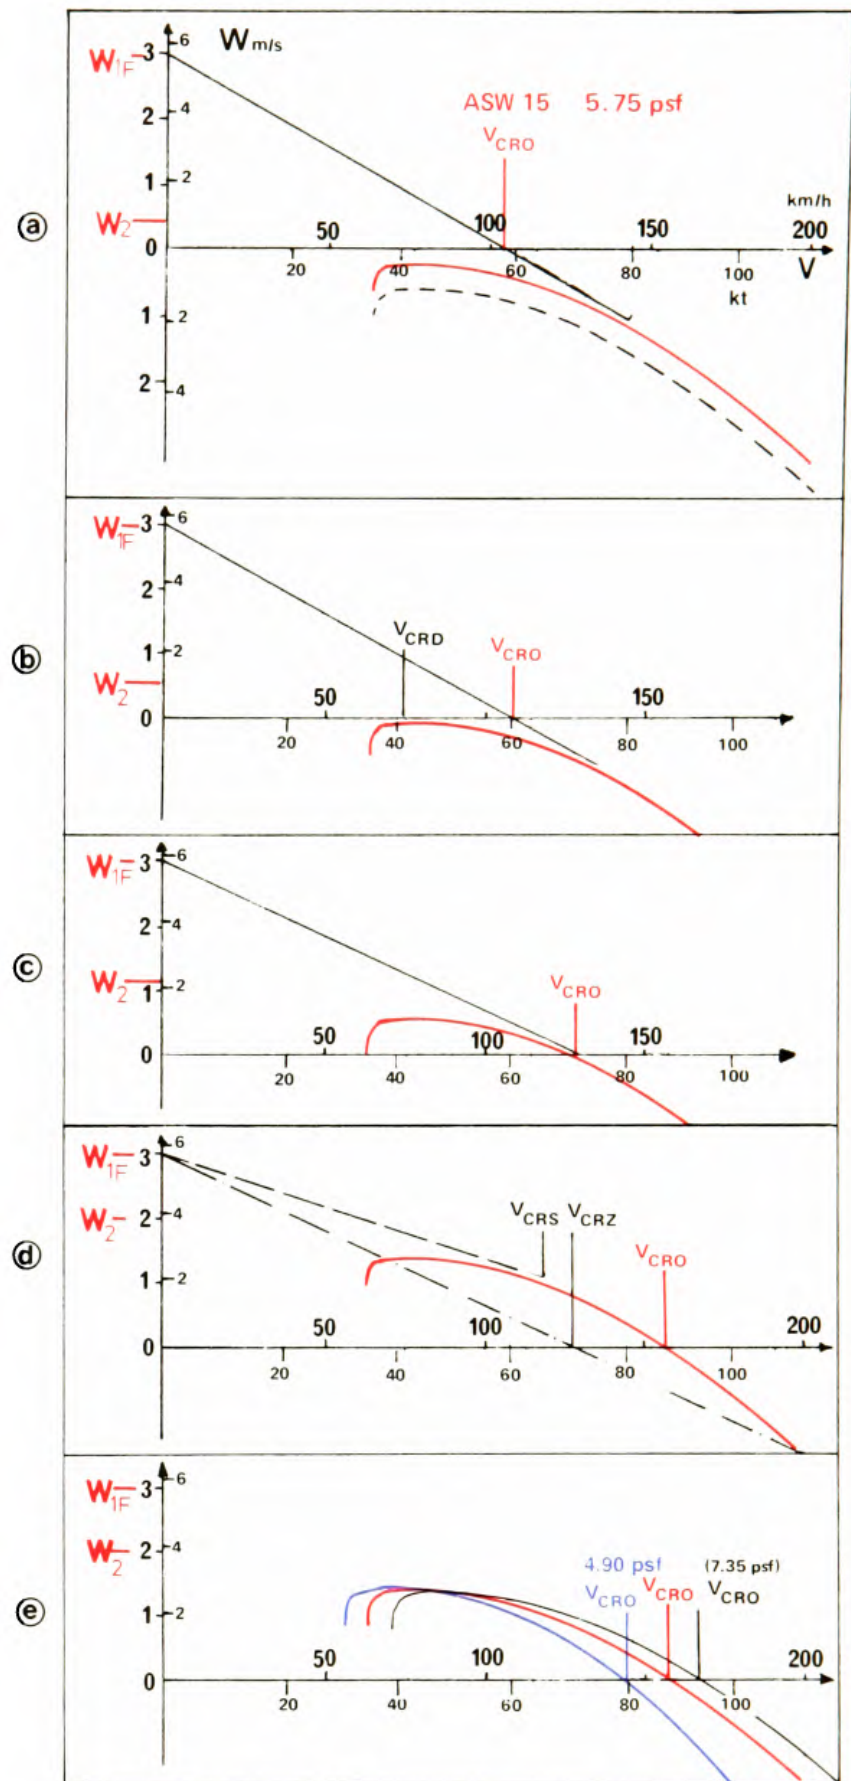 W1F 3 6 W m/s
2 4 ASW 15 5.75 psf
VCRO
1 2
ⓐ W2 50 100 150 km/h 200
0 20 40 60 80 100 V
kt
1 2
2 4
W1F 3 6
2 4
ⓑ 1 2 VCRD VCRO
W2 50 150
0 20 40 60 80 100
W1F 3 6
2 4
ⓒ W2 1 2 VCRO
50 100 150
0 20 40 60 80 100
W1F 3 6
W2 2 4 VCRS VCRZ
ⓓ 1 2 VCRO
50 100 200
0 20 40 60 80 100
W1F 3 6
W2 2 4 4.90 psf (7.35 psf)
ⓔ 1 2 VCRO VCRO VCRO
50 100 200
0 20 40 60 80 100